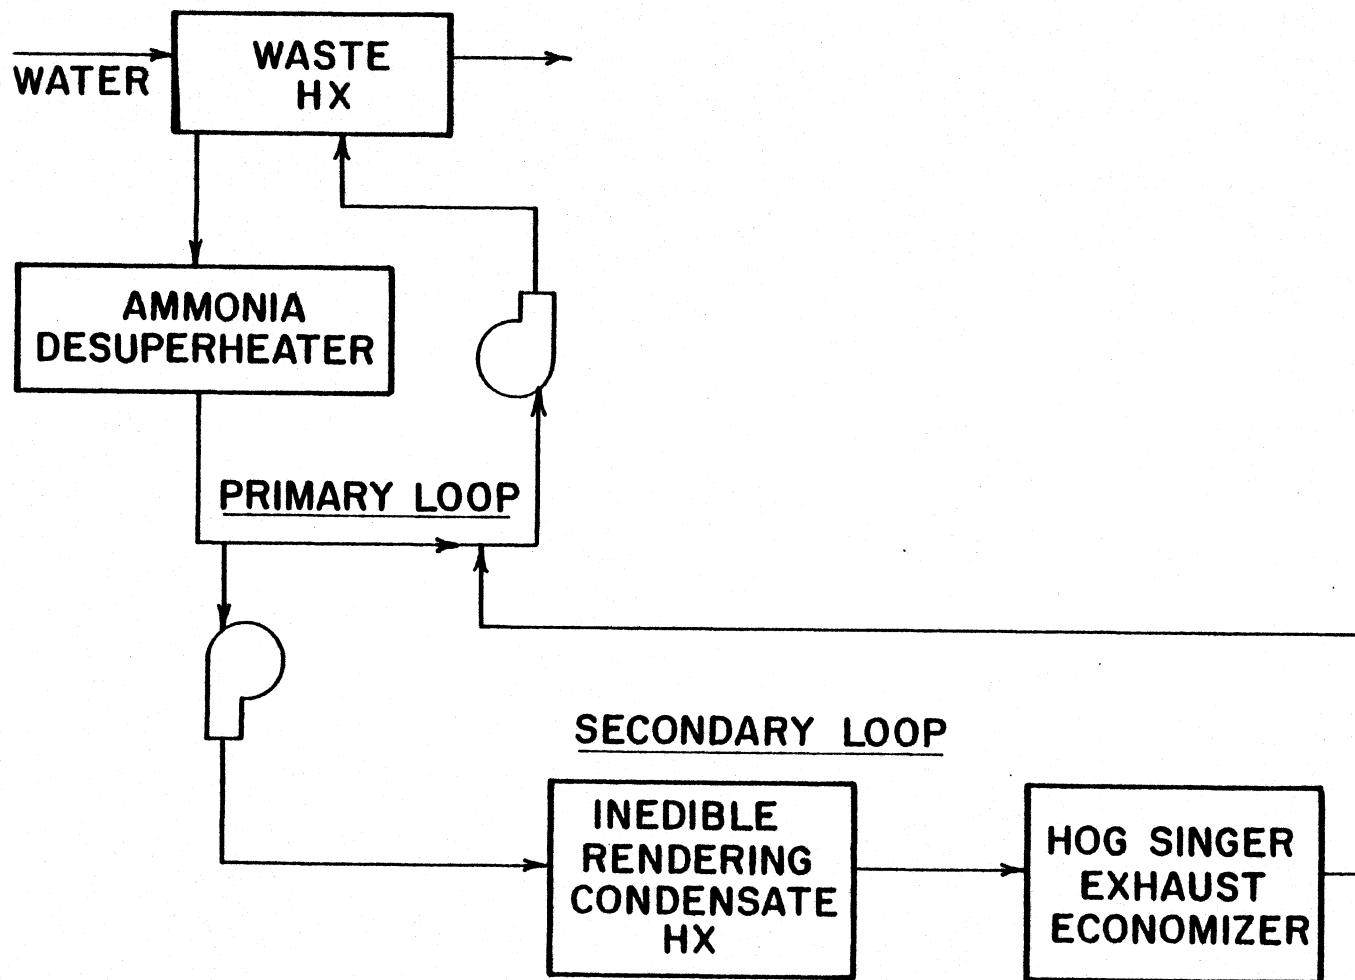 WASTE
HX
WATER
AMMONIA
DESUPERHEATER
PRIMARY LOOP
SECONDARY LOOP
INEDIBLE
RENDERING
CONDENSATE
HX
HOG SINGER
EXHAUST
ECONOMIZER